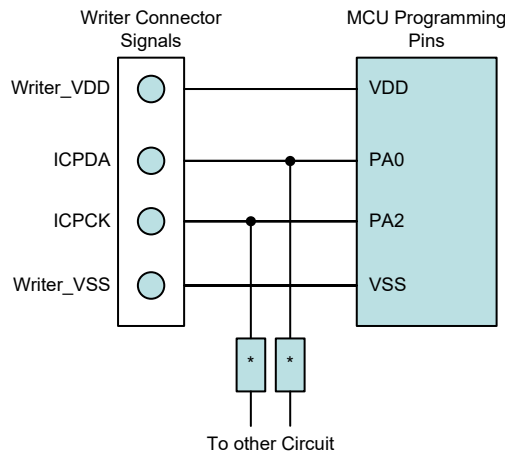 Writer Connector
Signals
MCU Programming
Pins
Writer_VDD
VDD
ICPDA
PA0
ICPCK
PA2
Writer_VSS
VSS
*
*
To other Circuit